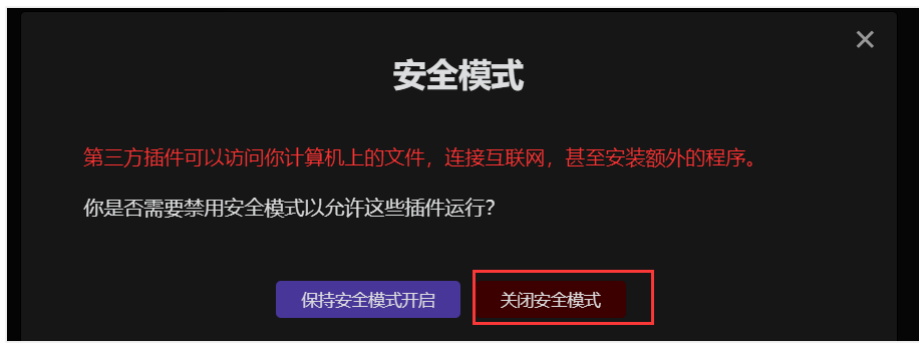 安全模式
第三方插件可以访问你计算机上的文件，连接互联网，甚至安装额外的程序。
你是否需要禁用安全模式以允许这些插件运行?
保持安全模式开启
关闭安全模式